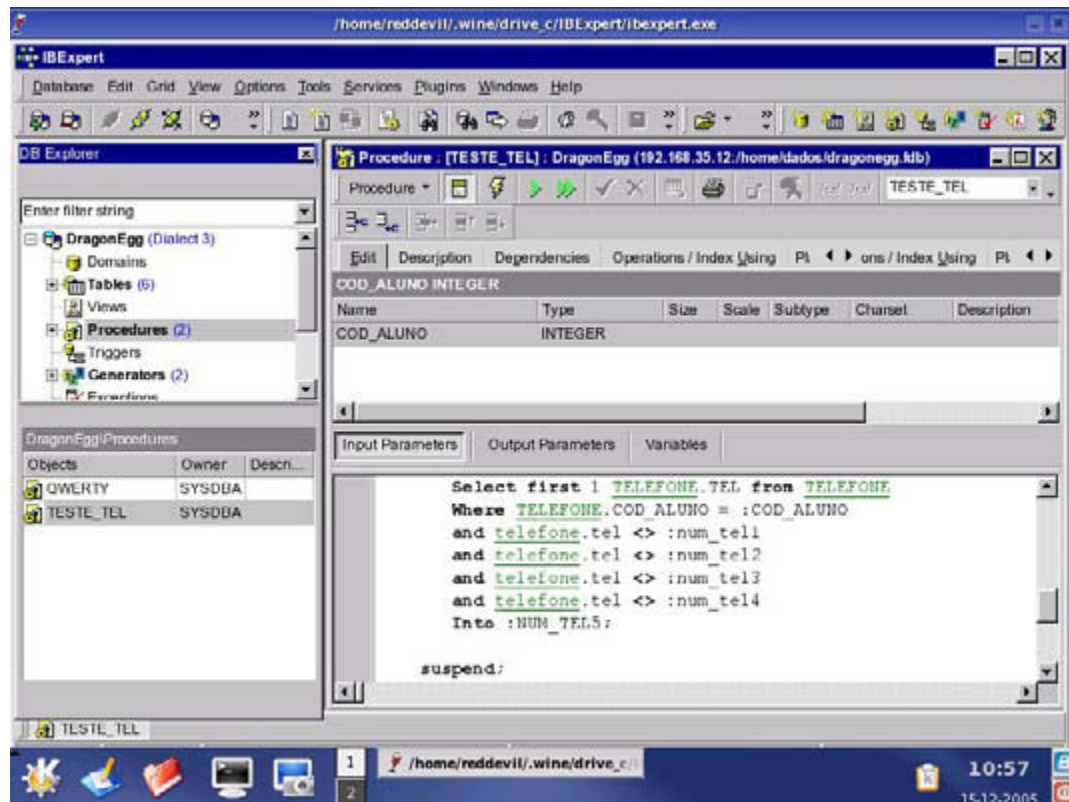 /home/reddevil/.wine/drive_c/IBExpert/ibexpert.exe
IBExpert
Database Edit Grid View Options Tools Services Plugins Windows Help
DB Explorer
Enter filter string
DragonEgg (Dialect 3)
Domains
Tables (6)
Views
Procedures (2)
Triggers
Generators (2)
Exceptions
DragonEgg\Procedures
Objects Owner Descri...
QWERTY SYSDBA
TESTE_TEL SYSDBA
Procedure : [TESTE_TEL] : DragonEgg (192.168.35.12:/home/dados/dragonegg.fdb)
Procedure
TESTE_TEL
Edit Description Dependencies Operations / Index Using Pl ons / Index Using Pl
COD_ALUNO INTEGER
Name Type Size Scale Subtype Charset Description
COD_ALUNO INTEGER
Input Parameters Output Parameters Variables
Select first 1 TELEFONE.TEL from TELEFONE
Where TELEFONE.COD_ALUNO = :COD_ALUNO
and telefone.tel <> :num_tel1
and telefone.tel <> :num_tel2
and telefone.tel <> :num_tel3
and telefone.tel <> :num_tel4
Into :NUM_TEL5;
suspend;
TESTE_TEL
1
2
/home/reddevil/.wine/drive_c/I
10:57
15-12-2005